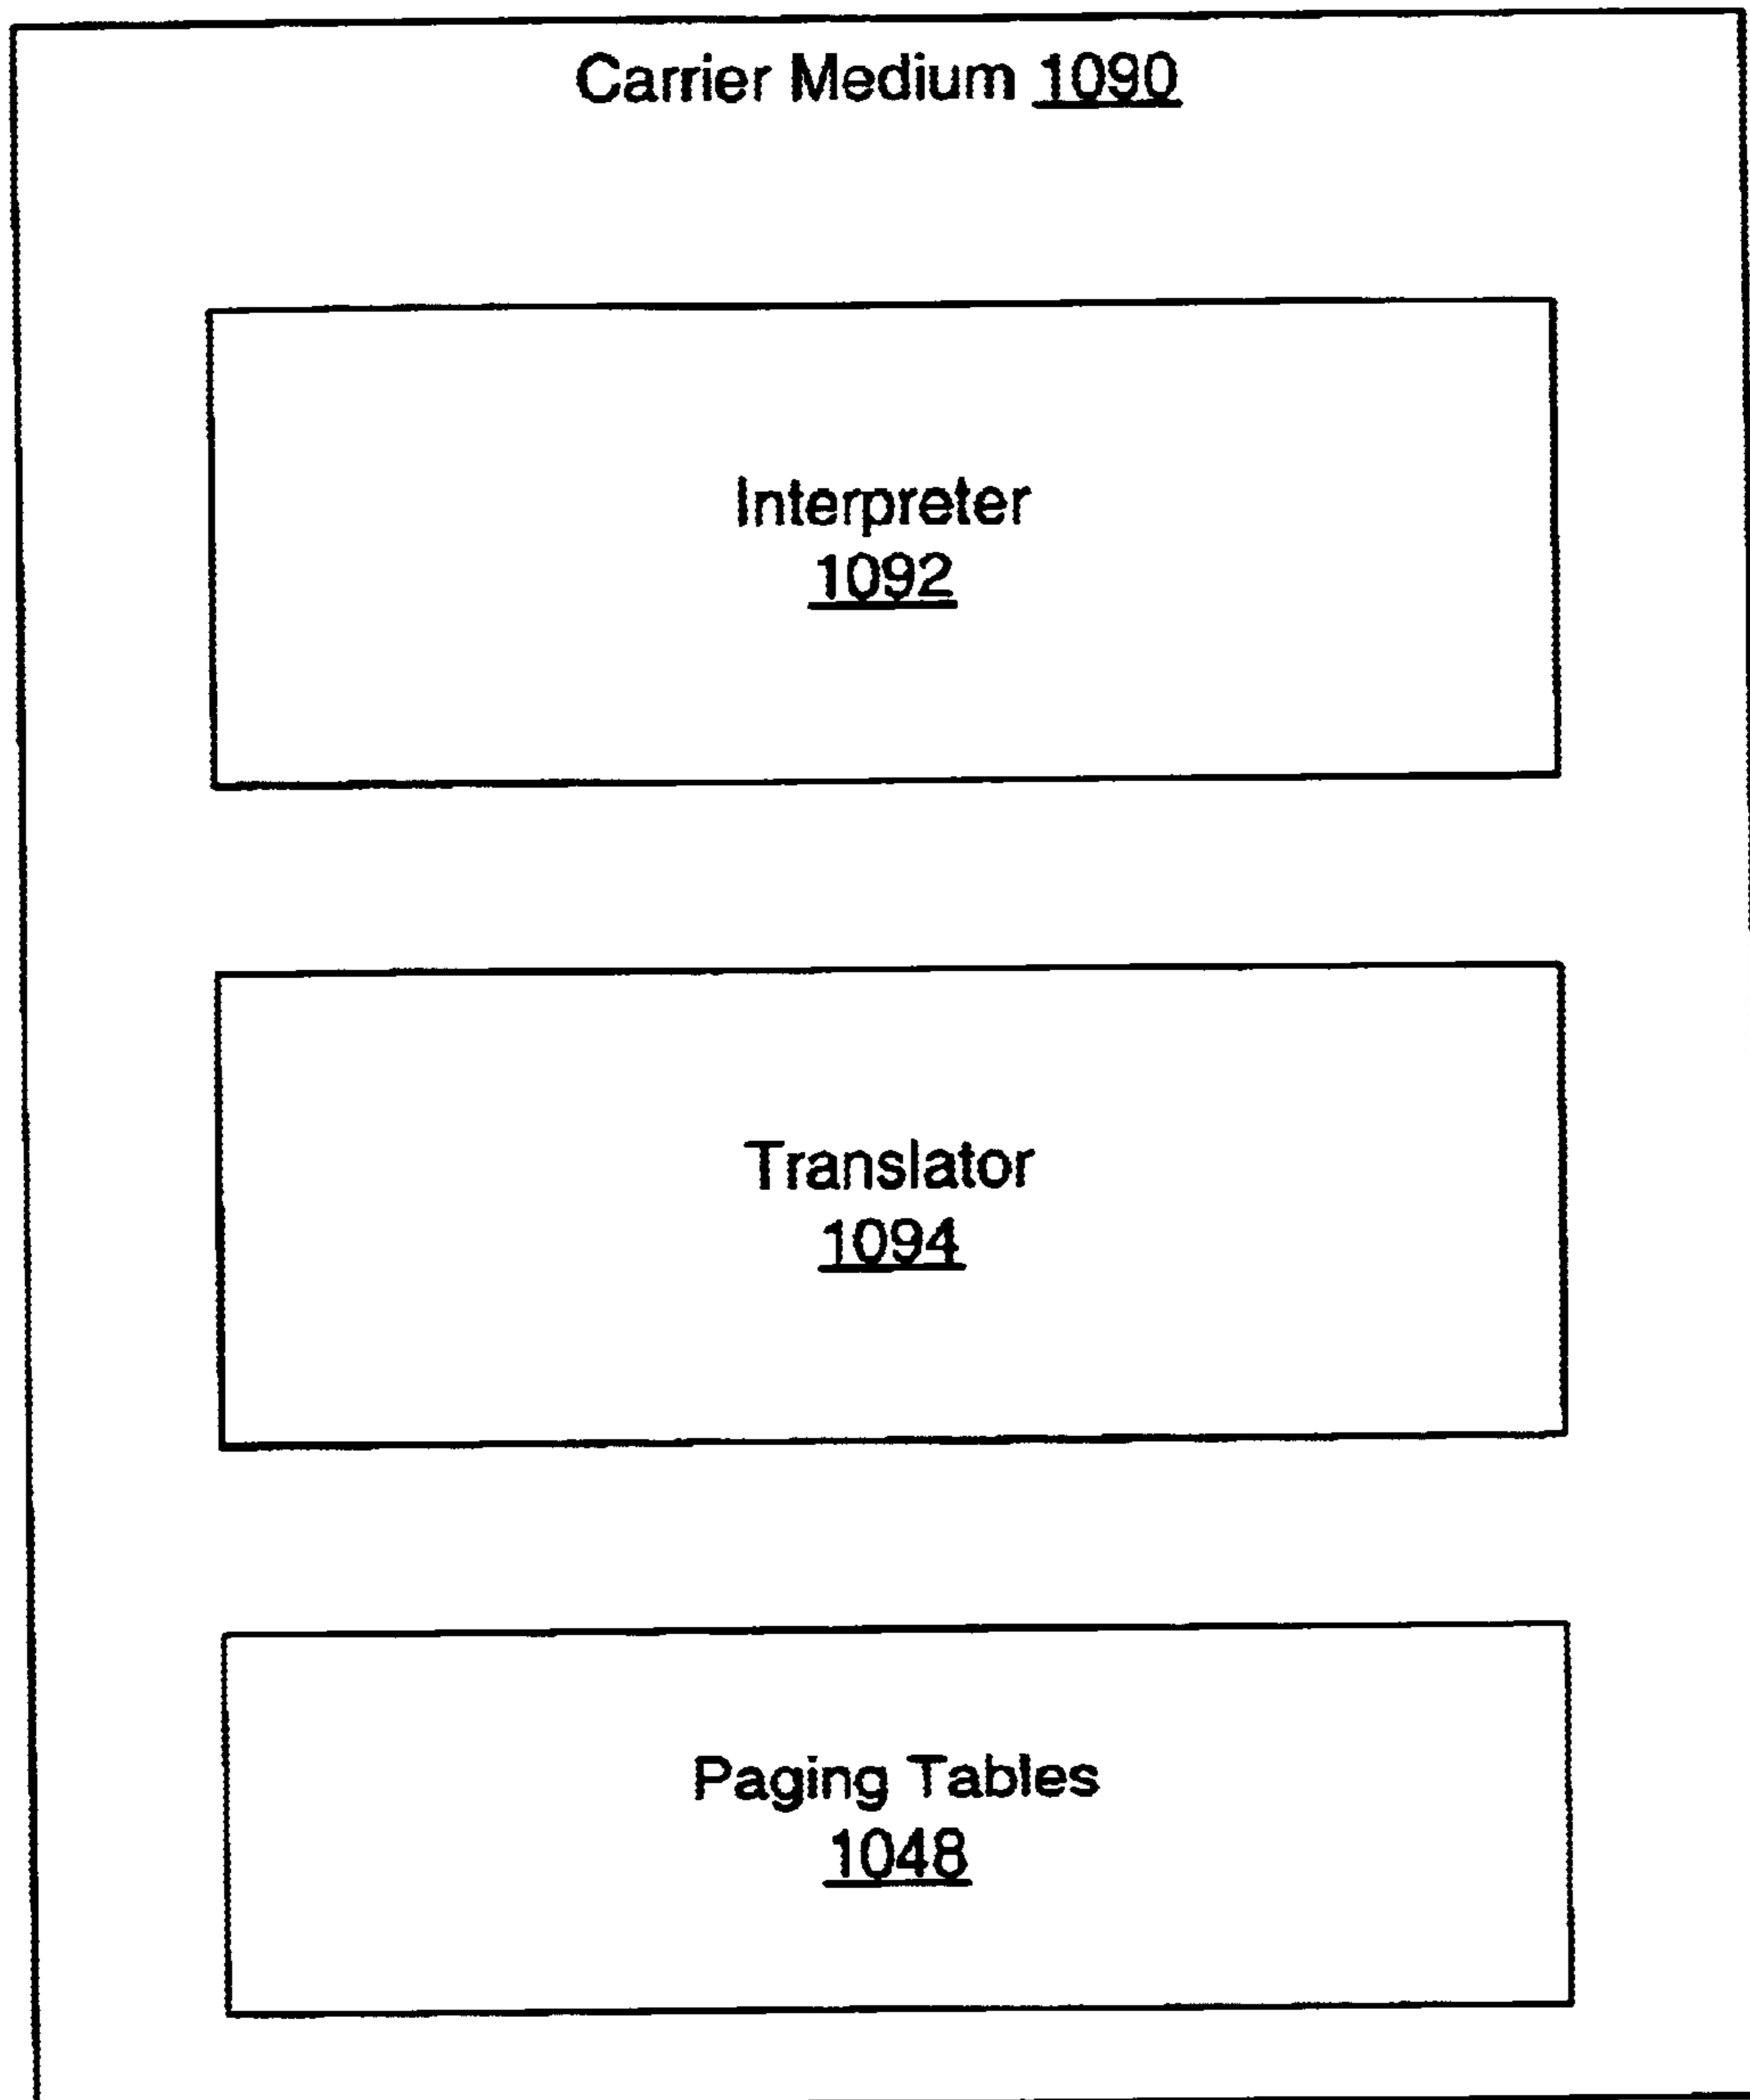 Carrier Medium 1090
Interpreter
1092
Translator
1094
Paging Tables
1048